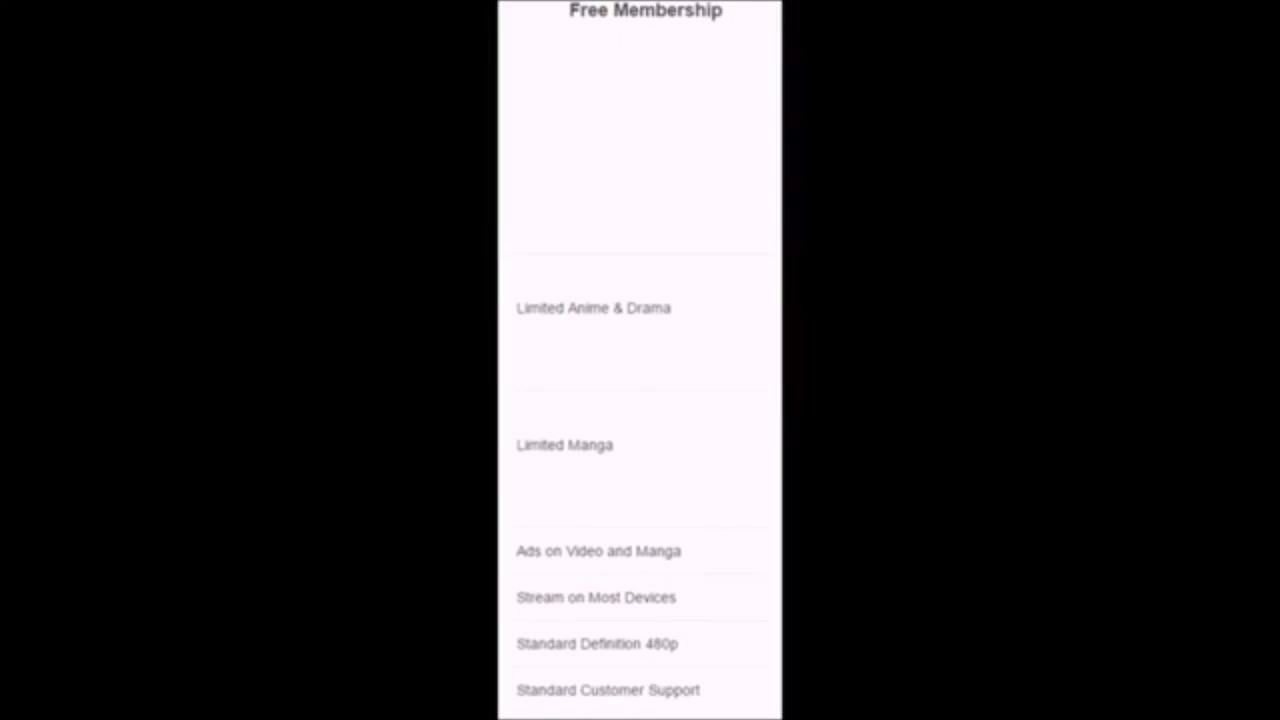 Free Membership
Limited Anime & Drama
Limited Manga
Ads on Video and Manga
Stream on Most Devices
Standard Definition 480p
Standard Customer Support